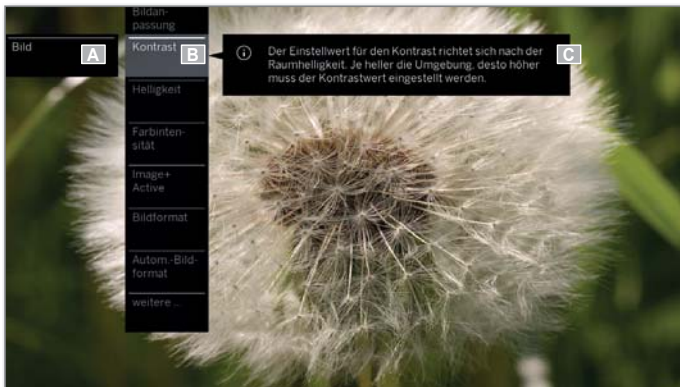 Bild
A
Bildan-
passung
Kontrast
B
Helligkeit
Farbinten-
sität
Image+
Active
Bildformat
Autom.-Bild-
format
weitere ...
Der Einstellwert für den Kontrast richtet sich nach der
Raumhelligkeit. Je heller die Umgebung, desto höher
muss der Kontrastwert eingestellt werden.
C